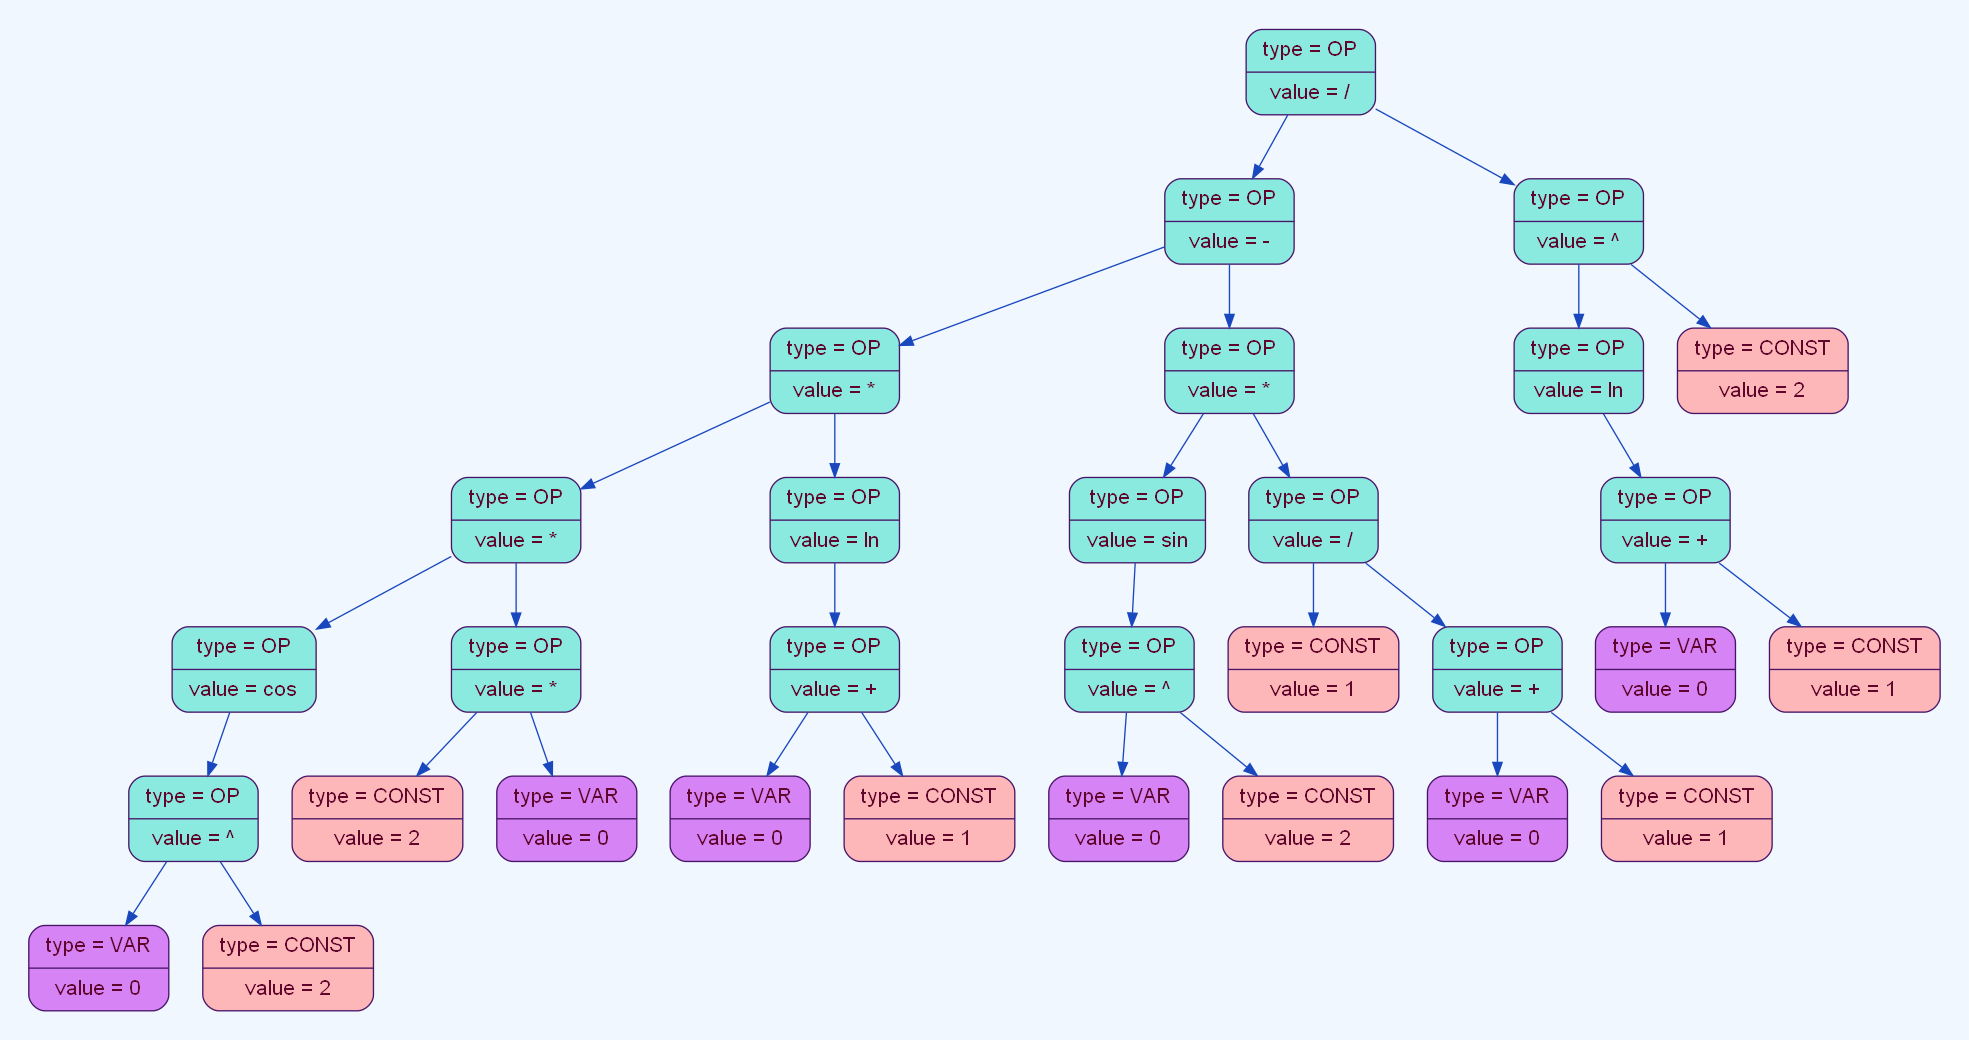 type = OP
value = /
type = OP
value = -
type = OP
value = ^
type = OP
value = *
type = OP
value = *
type = OP
value = ln
type = CONST
value = 2
type = OP
value = *
type = OP
value = ln
type = OP
value = sin
type = OP
value = /
type = OP
value = +
type = OP
value = cos
type = OP
value = *
type = OP
value = +
type = OP
value = ^
type = CONST
value = 1
type = OP
value = +
type = VAR
value = 0
type = CONST
value = 1
type = OP
value = ^
type = CONST
value = 2
type = VAR
value = 0
type = VAR
value = 0
type = CONST
value = 1
type = VAR
value = 0
type = CONST
value = 2
type = VAR
value = 0
type = CONST
value = 1
type = VAR
value = 0
type = CONST
value = 2